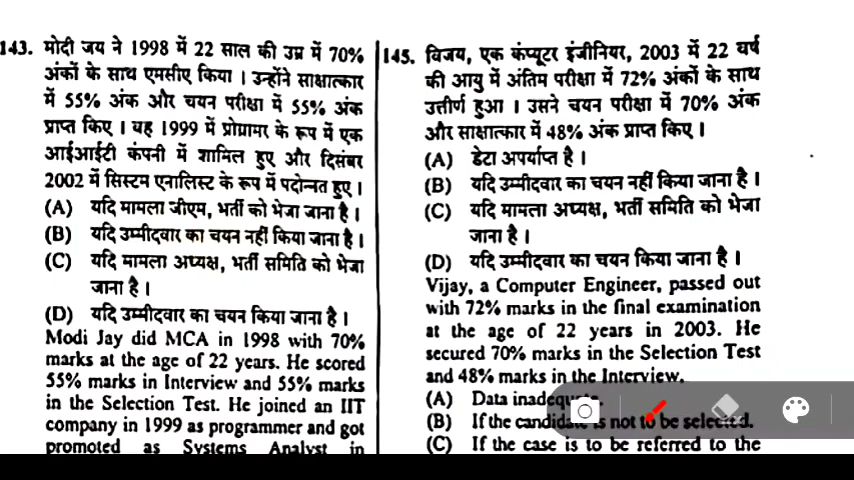 143. मोदी जय ने 1998 में 22 साल की उम्र में 70%
अंकों के साथ एमसीए किया । उन्होंने साक्षात्कार
में 55% अंक और चयन परीक्षा में 55% अंक
प्राप्त किए । वह 1999 में प्रोग्रामर के रूप में एक
आईआईटी कंपनी में शामिल हुए और दिसंबर
2002 में सिस्टम एनालिस्ट के रूप में पदोन्नत हुए ।
(A) यदि मामला जीएम, भर्ती को भेजा जाना है ।
(B) यदि उम्मीदवार का चयन नहीं किया जाना है ।
(C) यदि मामला अध्यक्ष, भर्ती समिति को भेजा
जाना है ।
(D) यदि उम्मीदवार का चयन किया जाना है ।
Modi Jay did MCA in 1998 with 70%
marks at the age of 22 years. He scored
55% marks in Interview and 55% marks
in the Selection Test. He joined an IIT
company in 1999 as programmer and got
promoted as Systems Analyst in
145. विजय, एक कंप्यूटर इंजीनियर, 2003 में 22 वर्ष
की आयु में अंतिम परीक्षा में 72% अंकों के साथ
उत्तीर्ण हुआ । उसने चयन परीक्षा में 70% अंक
और साक्षात्कार में 48% अंक प्राप्त किए ।
(A) डेटा अपर्याप्त है ।
(B) यदि उम्मीदवार का चयन नहीं किया जाना है ।
(C) यदि मामला अध्यक्ष, भर्ती समिति को भेजा
जाना है ।
(D) यदि उम्मीदवार का चयन किया जाना है ।
Vijay, a Computer Engineer, passed out
with 72% marks in the final examination
at the age of 22 years in 2003. He
secured 70% marks in the Selection Test
and 48% marks in the Interview.
(A) Data inadequate.
(B) If the candidate is not to be selected.
(C) If the case is to be referred to the